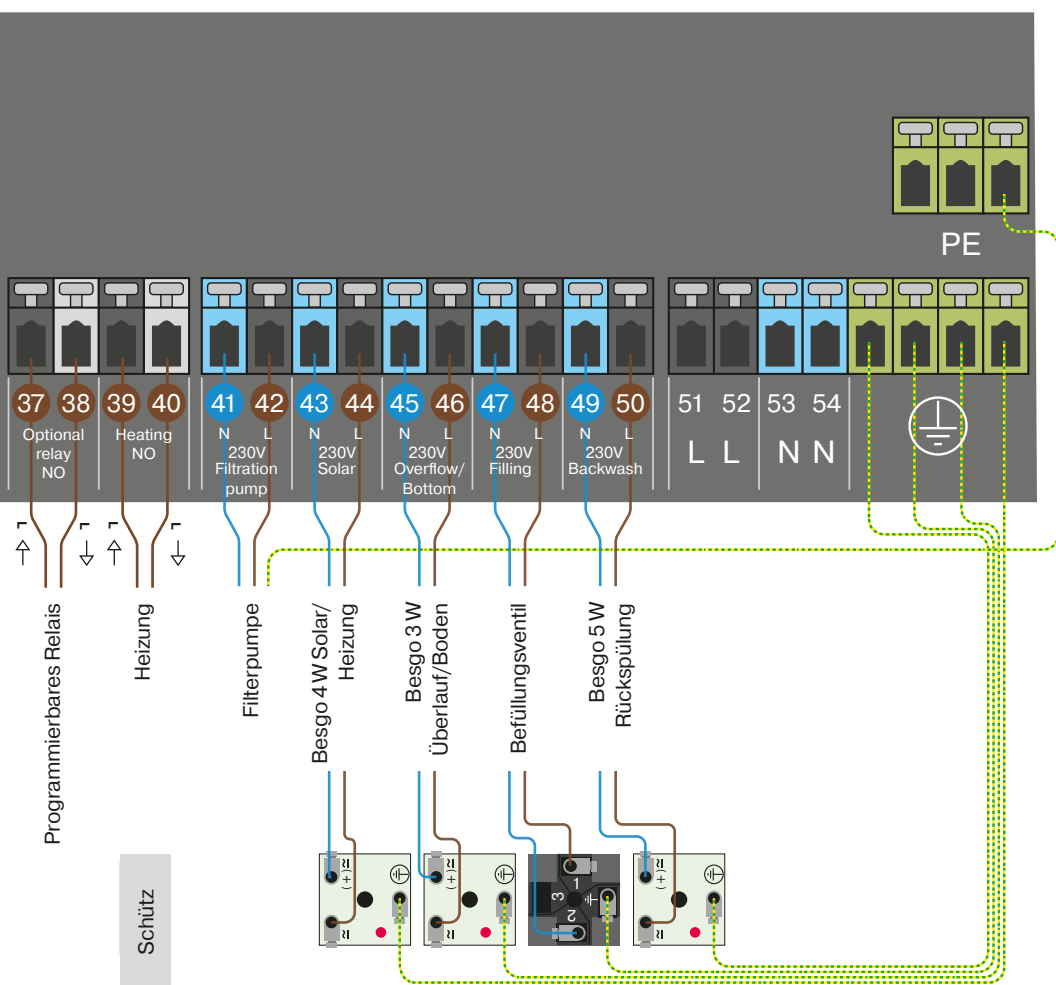 PE
37 38 39 40 41 42 43 44 45 46 47 48 49 50 51 52 53 54
Optional
relay
NO
Heating
NO
N L
230V
Filtration
pump
N L
230V
Solar
N L
230V
Overflow/
Bottom
N L
230V
Filling
N L
230V
Backwash
L L N N
L L L L
Programmierbares Relais
Heizung
Filterpumpe
Besgo 4 W Solar/
Heizung
Besgo 3 W
Überlauf/Boden
Befüllungsventil
Besgo 5 W
Rückspülung
Schütz
(+)
(+)
1
3
2
(+)